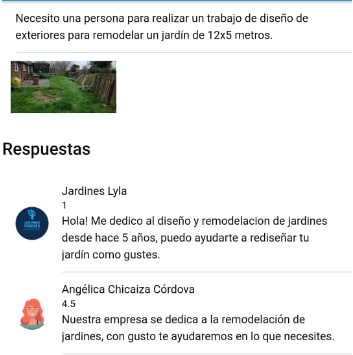 Necesito una persona para realizar un trabajo de diseño de
exteriores para remodelar un jardín de 12x5 metros.
Respuestas
Jardines Lyla
1
Hola! Me dedico al diseño y remodelacion de jardines
desde hace 5 años, puedo ayudarte a rediseñar tu
jardín como gustes.
Angélica Chicaiza Córdova
4.5
Nuestra empresa se dedica a la remodelación de
jardines, con gusto te ayudaremos en lo que necesites.